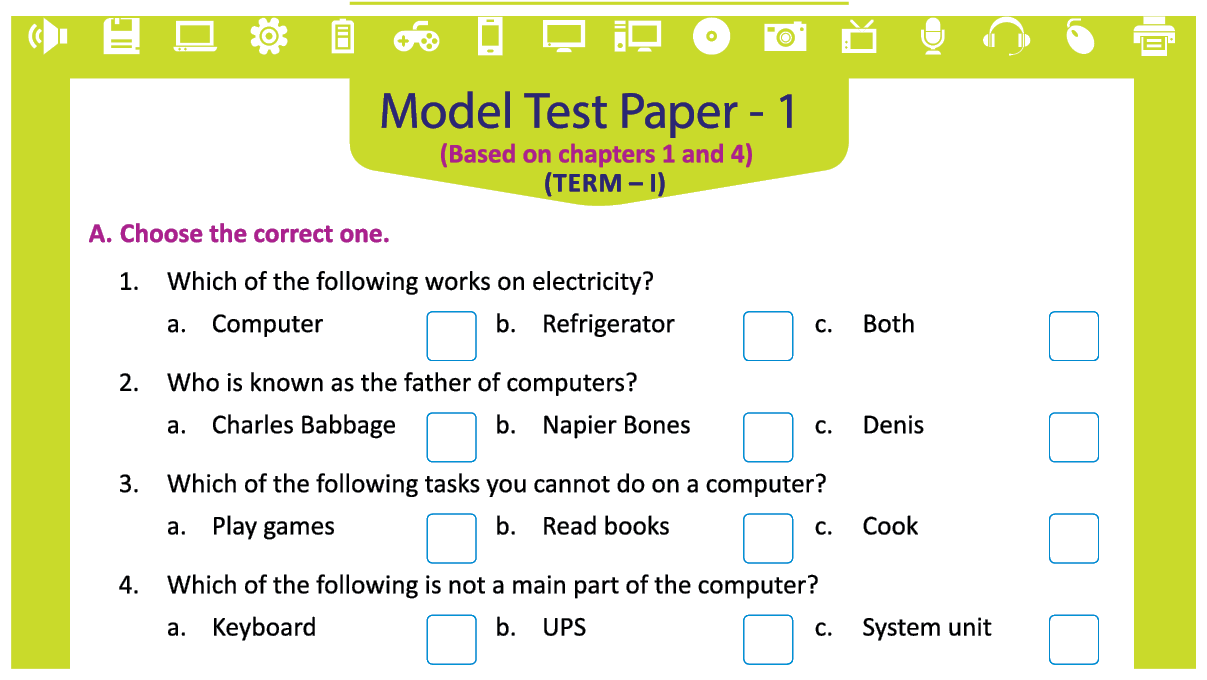 Model Test Paper - 1
(Based on chapters 1 and 4)
(TERM – I)
A. Choose the correct one.
1. Which of the following works on electricity?
a. Computer b. Refrigerator c. Both
2. Who is known as the father of computers?
a. Charles Babbage b. Napier Bones c. Denis
3. Which of the following tasks you cannot do on a computer?
a. Play games b. Read books c. Cook
4. Which of the following is not a main part of the computer?
a. Keyboard b. UPS c. System unit